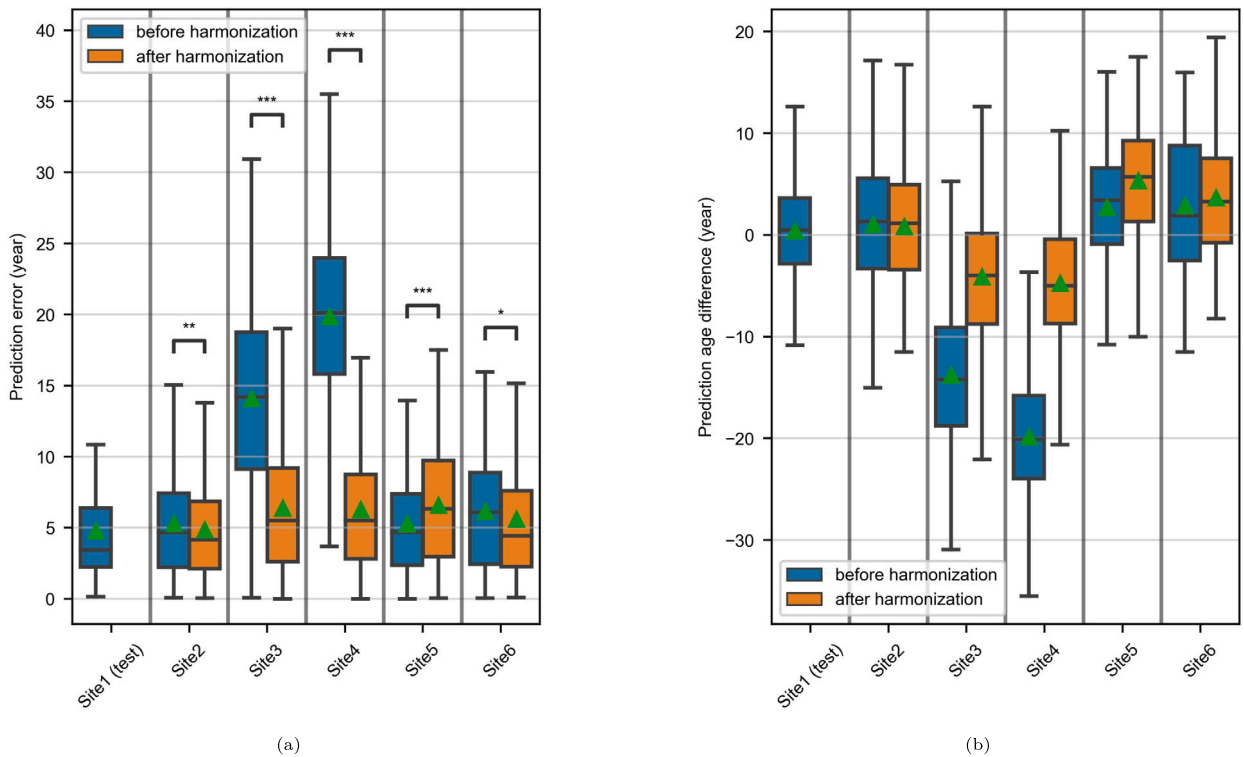 40
35
30
25
20
15
10
5
0
Prediction error (year)
before harmonization
after harmonization
**
***
***
***
*
Site1 (test)
Site2
Site3
Site4
Site5
Site6
(a)
20
10
0
−10
−20
−30
Prediction age difference (year)
before harmonization
after harmonization
Site1 (test)
Site2
Site3
Site4
Site5
Site6
(b)